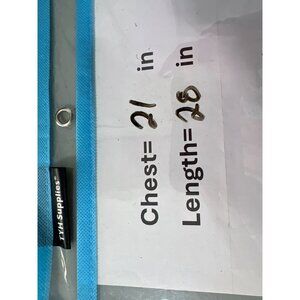 Chest= 21 in
Length= 28 in
TYH Supplies